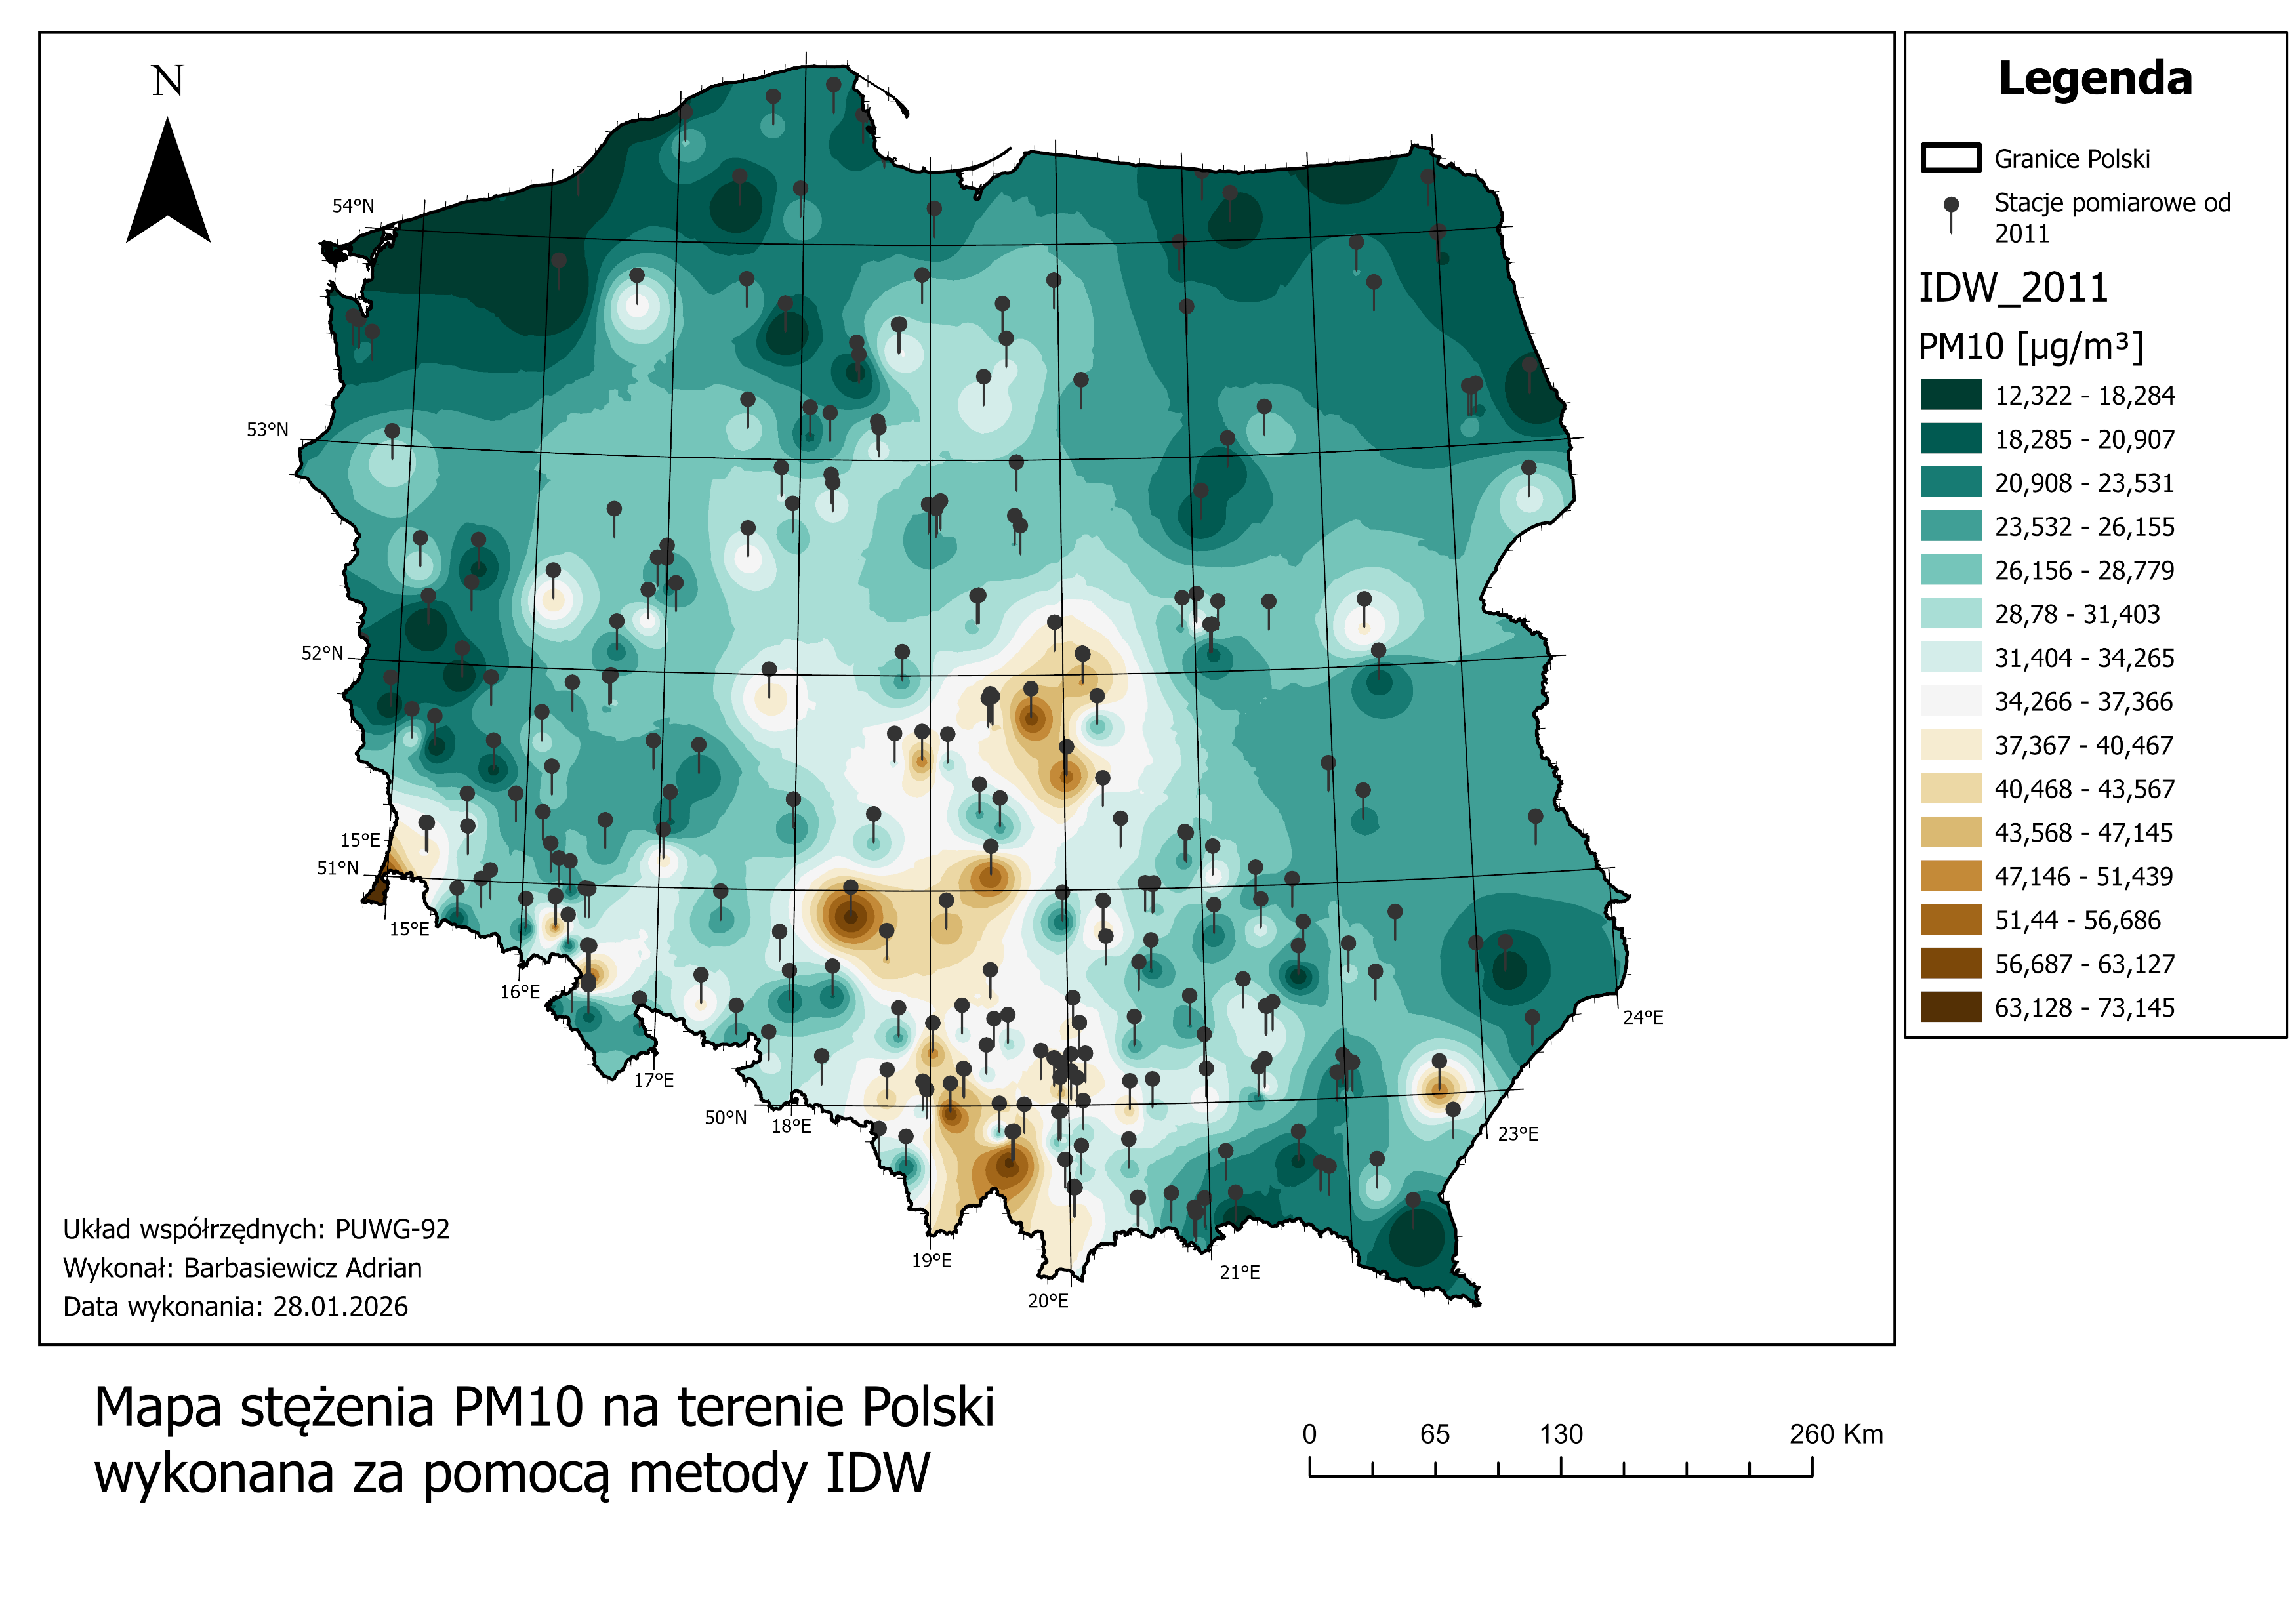 N
54°N
53°N
52°N
15°E
51°N
15°E
16°E
17°E
50°N
18°E
19°E
20°E
21°E
23°E
24°E
Układ współrzędnych: PUWG-92
Wykonał: Barbasiewicz Adrian
Data wykonania: 28.01.2026
Legenda
Granice Polski
Stacje pomiarowe od
2011
IDW_2011
PM10 [µg/m³]
12,322 - 18,284
18,285 - 20,907
20,908 - 23,531
23,532 - 26,155
26,156 - 28,779
28,78 - 31,403
31,404 - 34,265
34,266 - 37,366
37,367 - 40,467
40,468 - 43,567
43,568 - 47,145
47,146 - 51,439
51,44 - 56,686
56,687 - 63,127
63,128 - 73,145
Mapa stężenia PM10 na terenie Polski
wykonana za pomocą metody IDW
0 65 130 260 Km